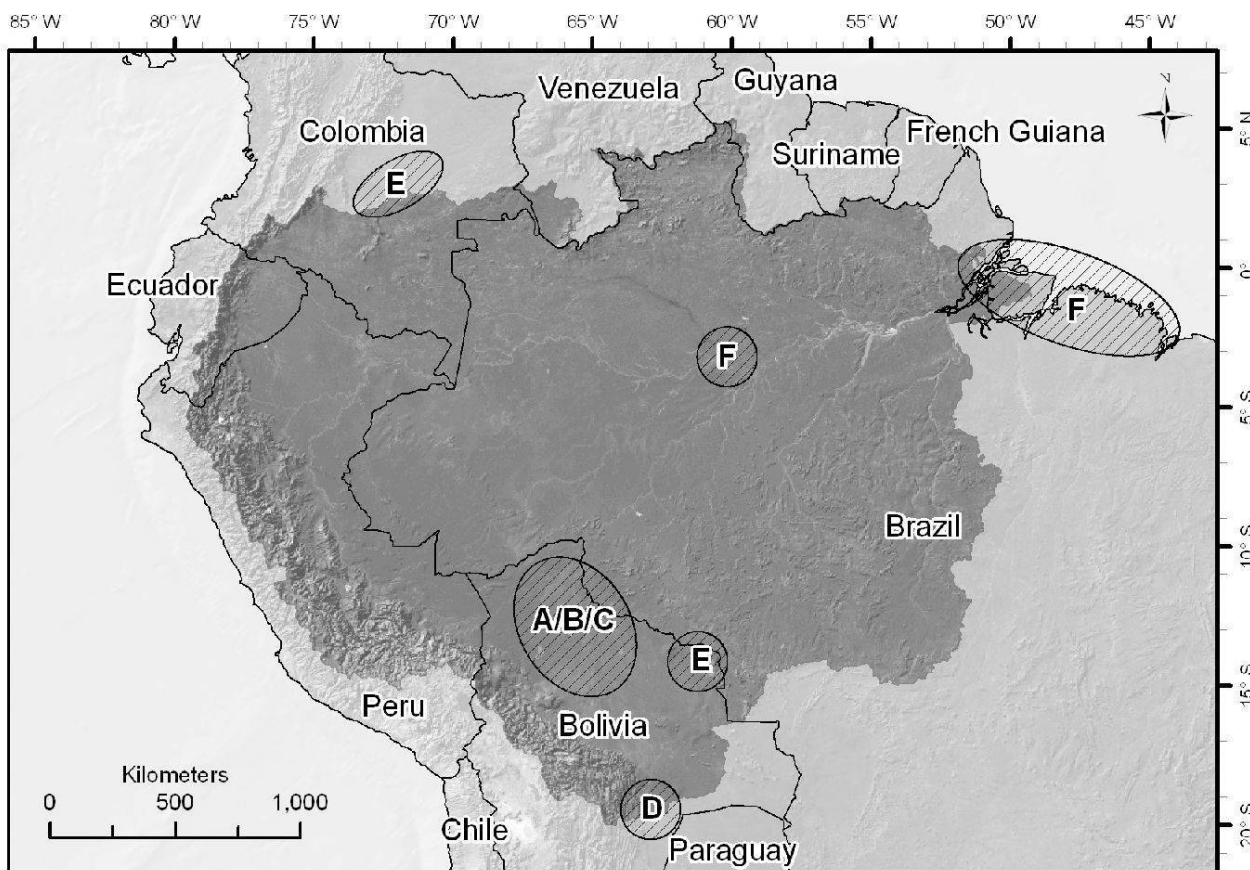 85° W 80° W 75° W 70° W 65° W 60° W 55° W 50° W 45° W
Guyana
Venezuela
z
Colombia
French Guiana
5° N
Suriname
E
Ecuador
0°
F
F
5° S
Brazil
10° S
A/B/C
E
15° S
Peru
Bolivia
Kilometers
0 500 1,000
D
20° S
Chile
Paraguay